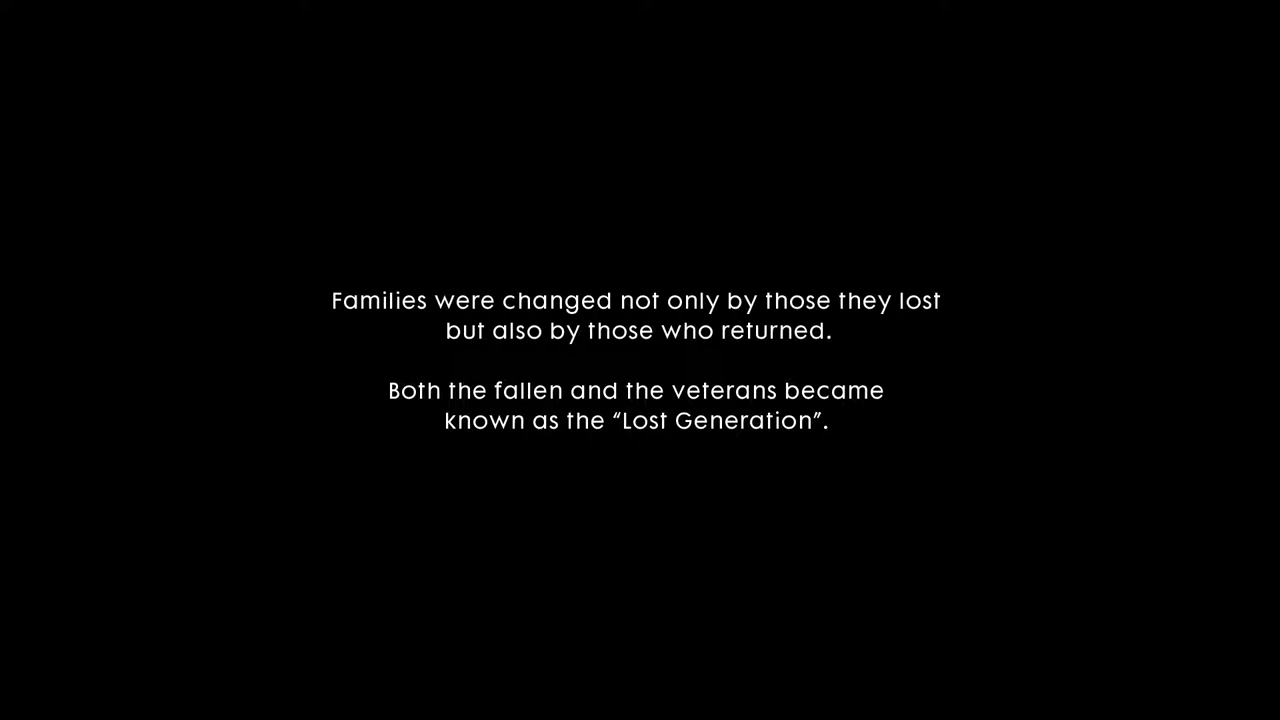 Families were changed not only by those they lost
but also by those who returned.
Both the fallen and the veterans became
known as the “Lost Generation”.